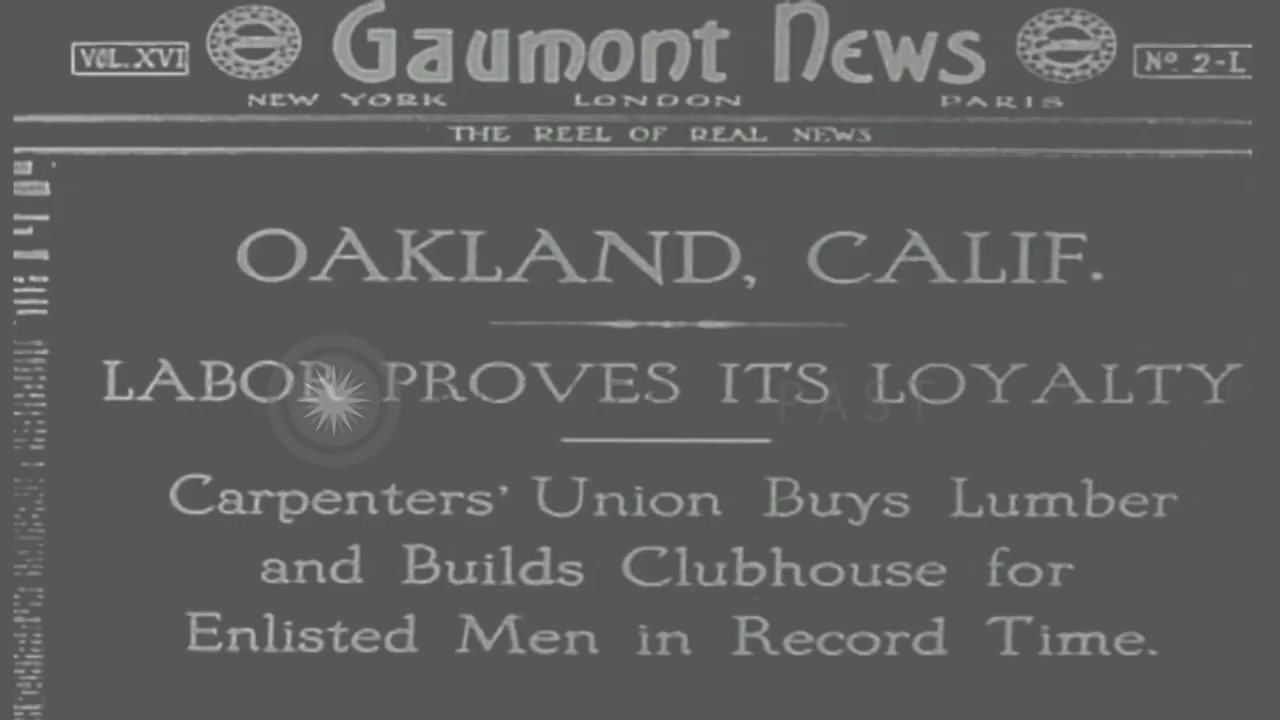 VOL. XVI
Gaumont News
Nº 2-L
NEW YORK LONDON PARIS
THE REEL OF REAL NEWS
OAKLAND, CALIF.
LABOR PROVES ITS LOYALTY
PAST
Carpenters' Union Buys Lumber
and Builds Clubhouse for
Enlisted Men in Record Time.